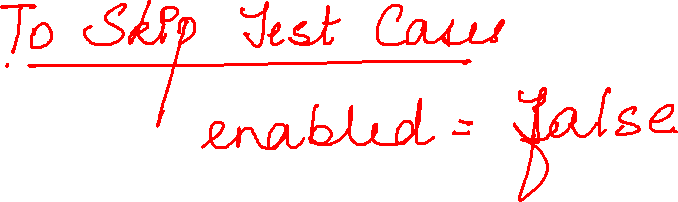 To Skip Test Cases
enabled = false